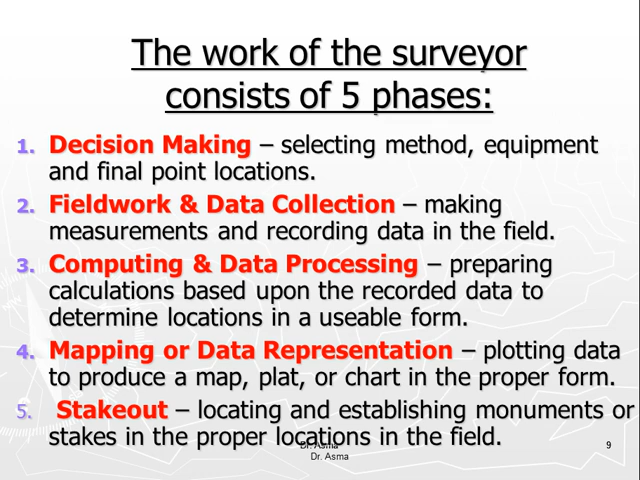 The work of the surveyor
consists of 5 phases:
1. Decision Making – selecting method, equipment
and final point locations.
2. Fieldwork & Data Collection – making
measurements and recording data in the field.
3. Computing & Data Processing – preparing
calculations based upon the recorded data to
determine locations in a useable form.
4. Mapping or Data Representation – plotting data
to produce a map, plat, or chart in the proper form.
5. Stakeout – locating and establishing monuments or
stakes in the proper locations in the field.
Dr. Asma
Dr. Asma
9